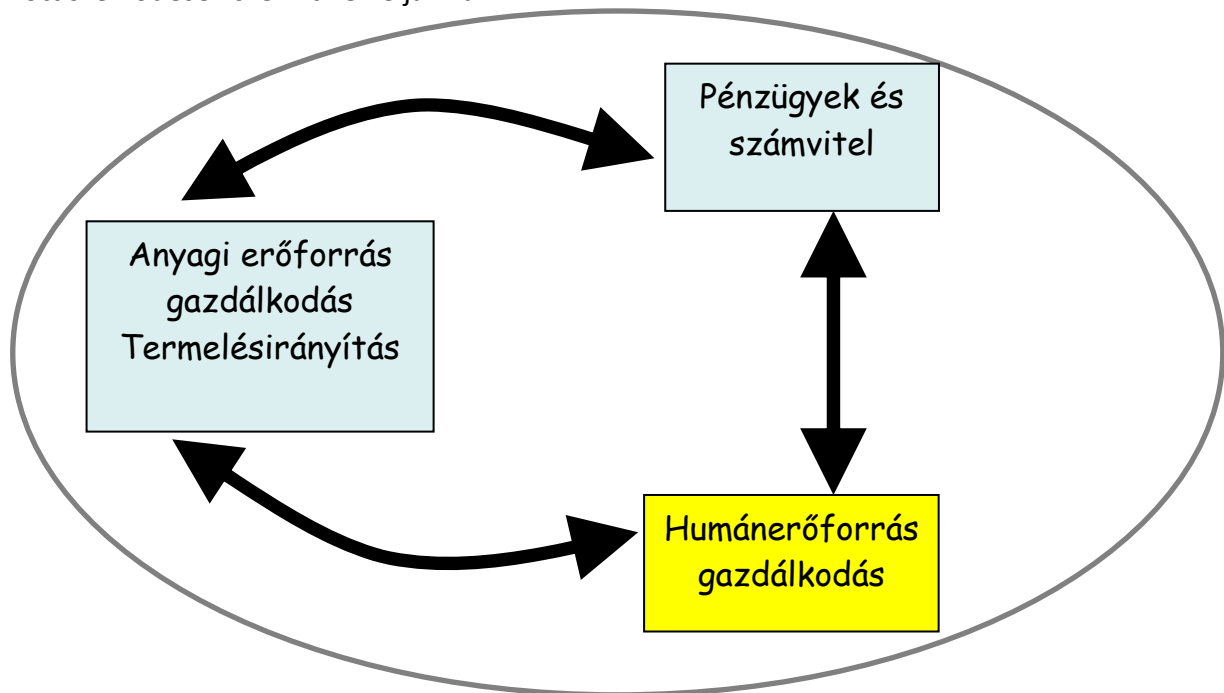 Pénzügyek és
számvitel
Anyagi erőforrás
gazdálkodás
Termelésirányítás
Humánerőforrás
gazdálkodás